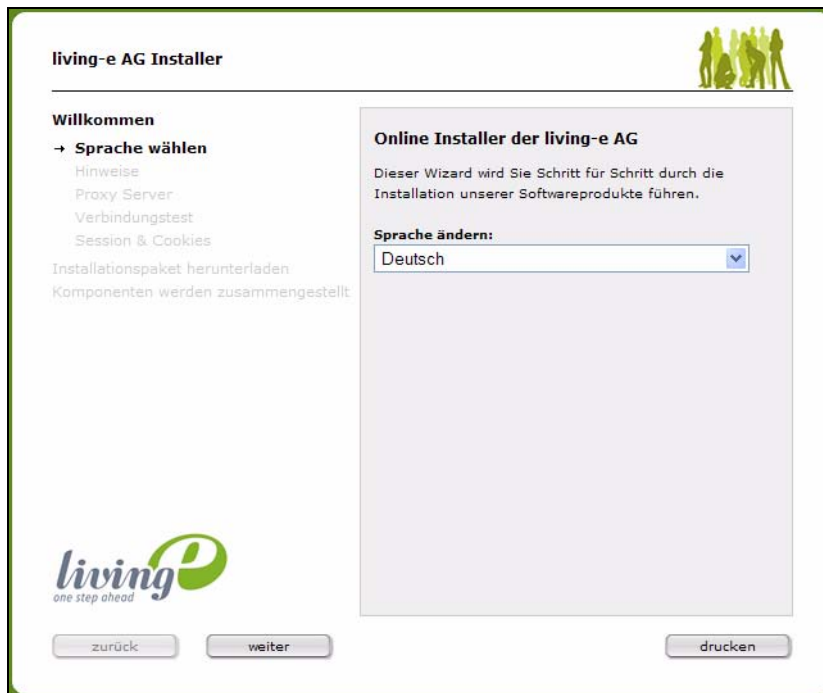 living-e AG Installer
Willkommen
→ Sprache wählen
Hinweise
Proxy Server
Verbindungstest
Session & Cookies
Installationspaket herunterladen
Komponenten werden zusammengestellt
Online Installer der living-e AG
Dieser Wizard wird Sie Schritt für Schritt durch die
Installation unserer Softwareprodukte führen.
Sprache ändern:
Deutsch
living e
one step ahead
zurück
weiter
drucken